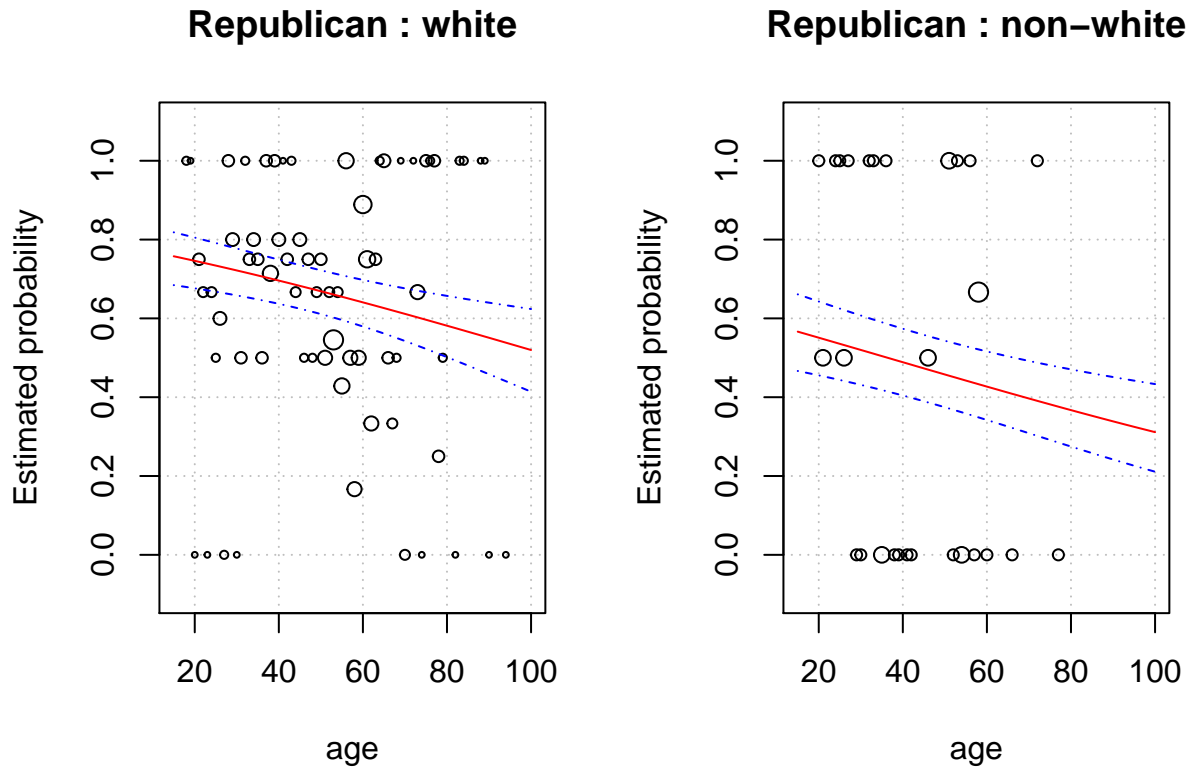 Republican : white
Estimated probability
1.0
0.8
0.6
0.4
0.2
0.0
20 40 60 80 100
age
Republican : non−white
Estimated probability
1.0
0.8
0.6
0.4
0.2
0.0
20 40 60 80 100
age